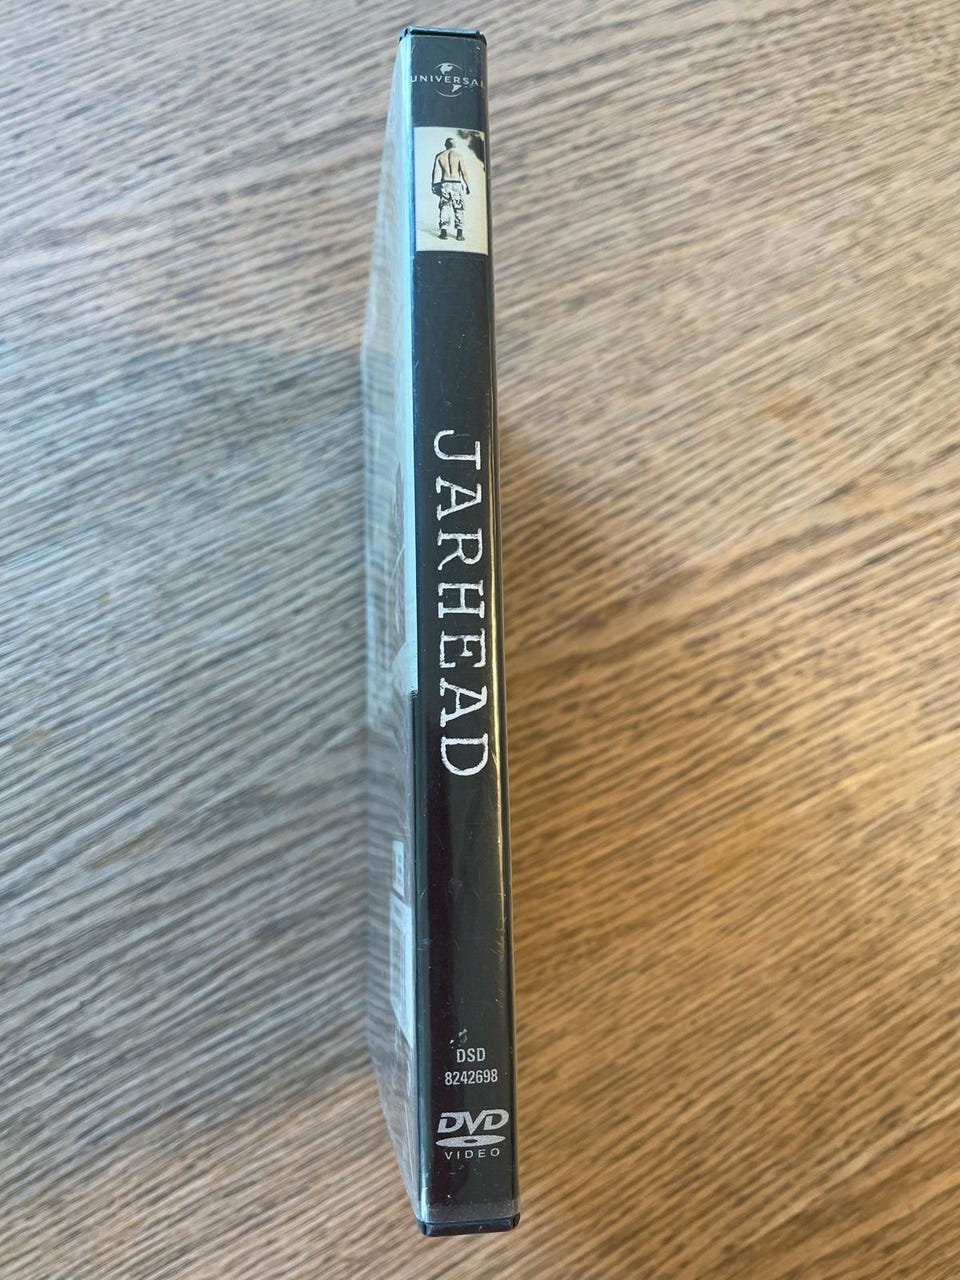 UNIVERSAL
JARHEAD
DSD
8242698
DVD
VIDEO